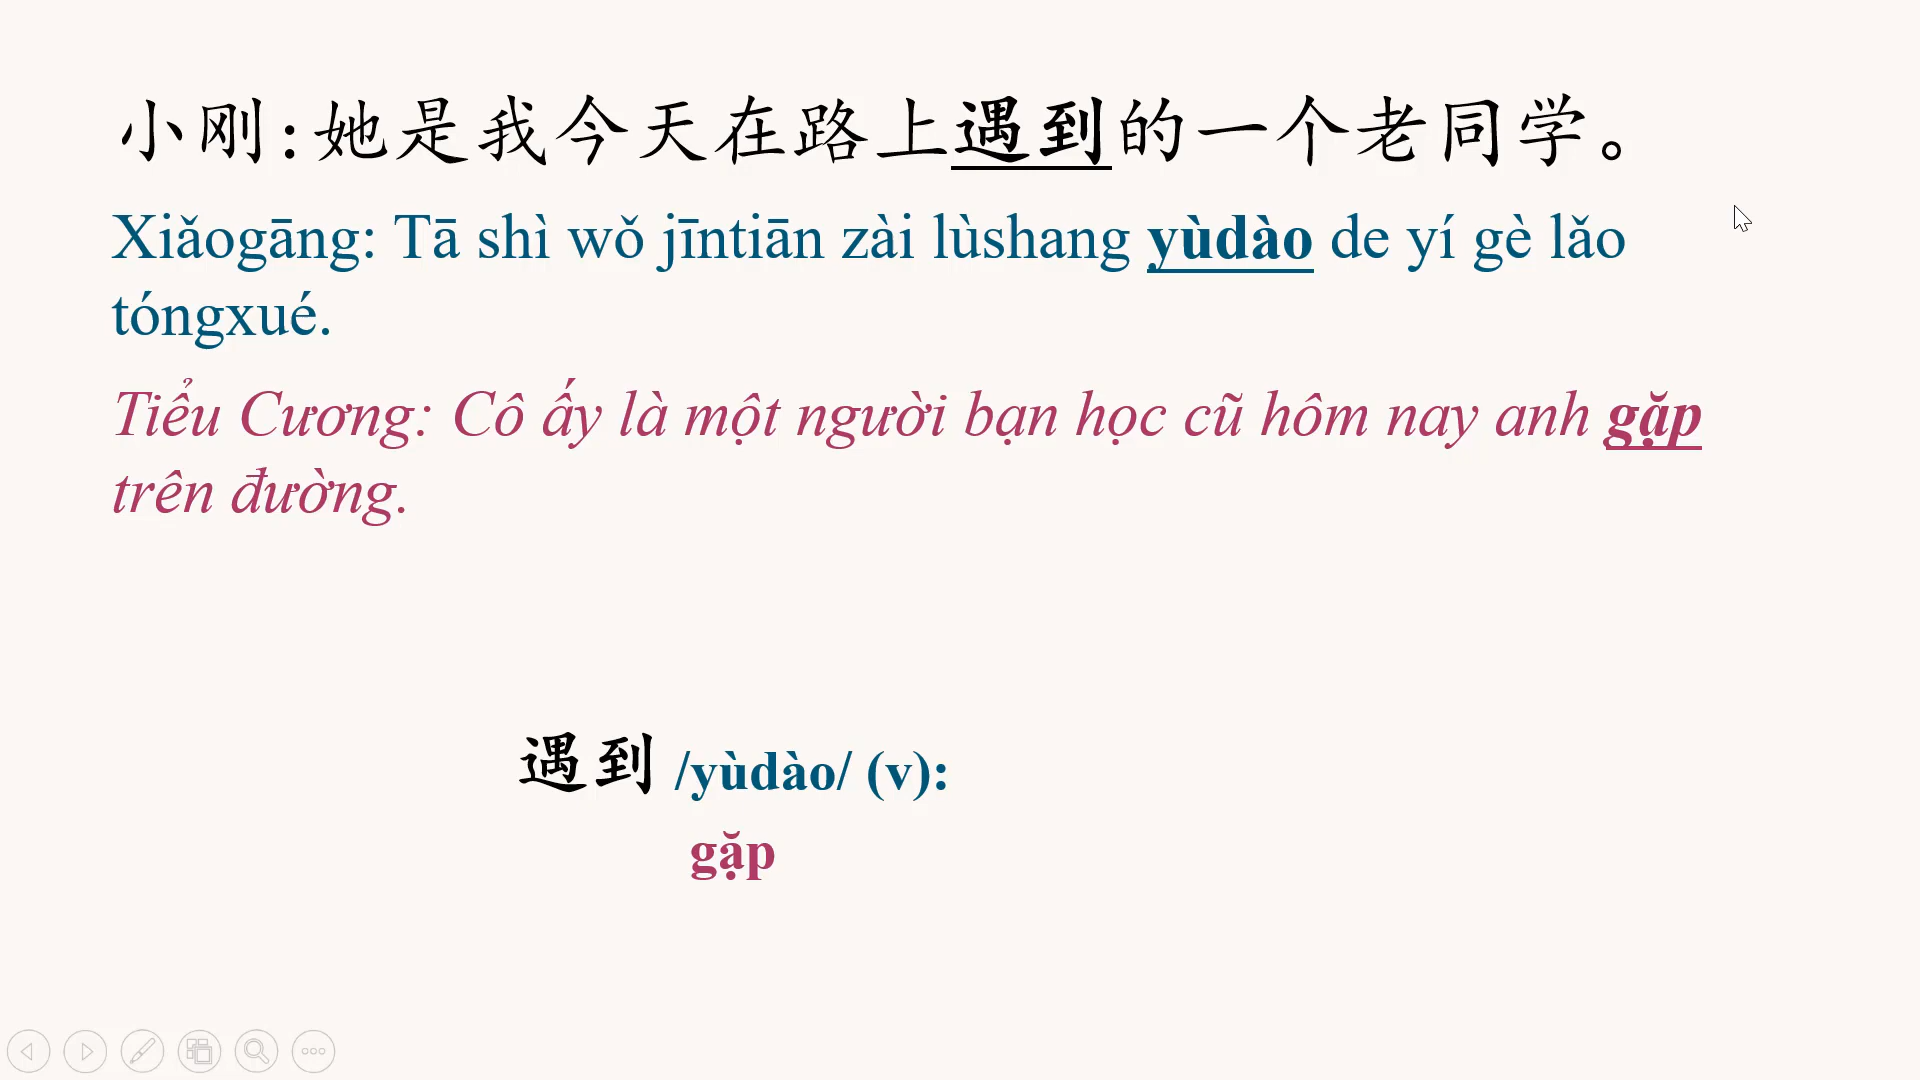 小刚:她是我今天在路上遇到的一个老同学。
Xiǎogāng: Tā shì wǒ jīntiān zài lùshang yùdào de yí gè lǎo
tóngxué.
Tiểu Cương: Cô ấy là một người bạn học cũ hôm nay anh gặp
trên đường.
遇到 /yùdào/ (v):
gặp